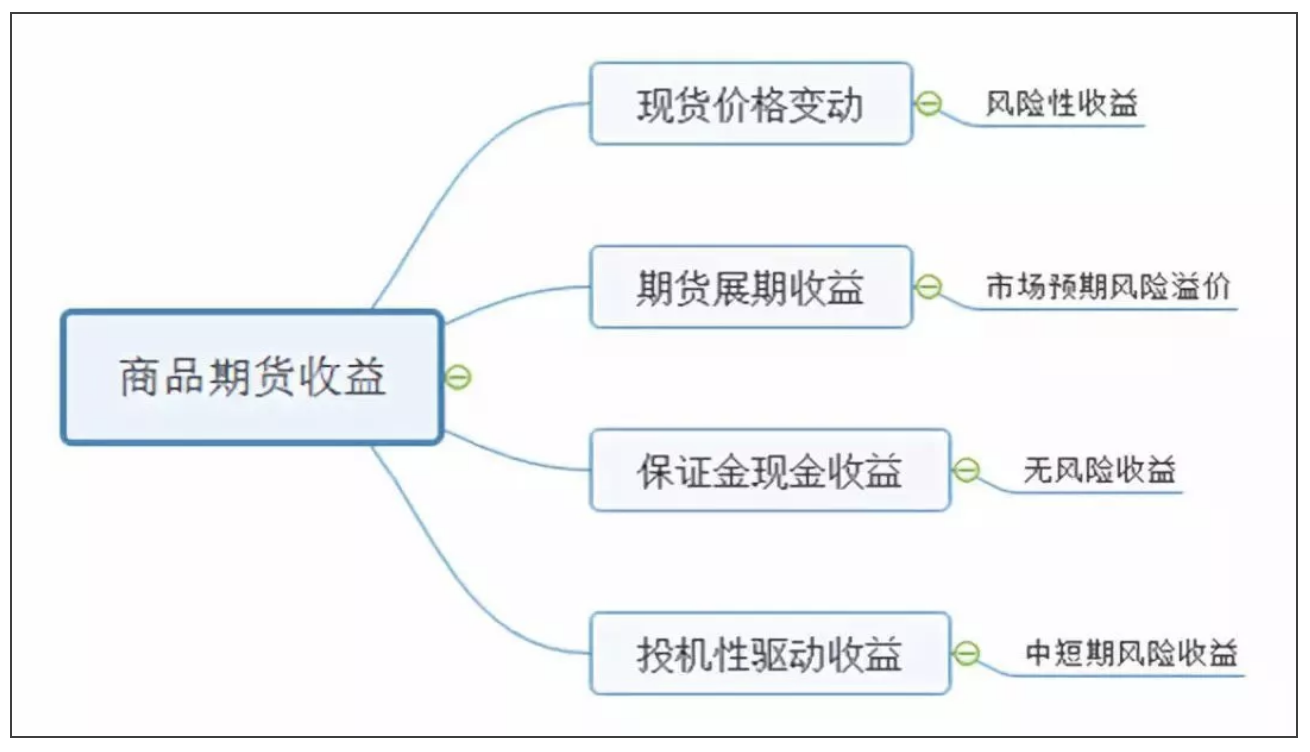 现货价格变动
风险性收益
期货展期收益
市场预期风险溢价
商品期货收益
保证金现金收益
无风险收益
投机性驱动收益
中短期风险收益